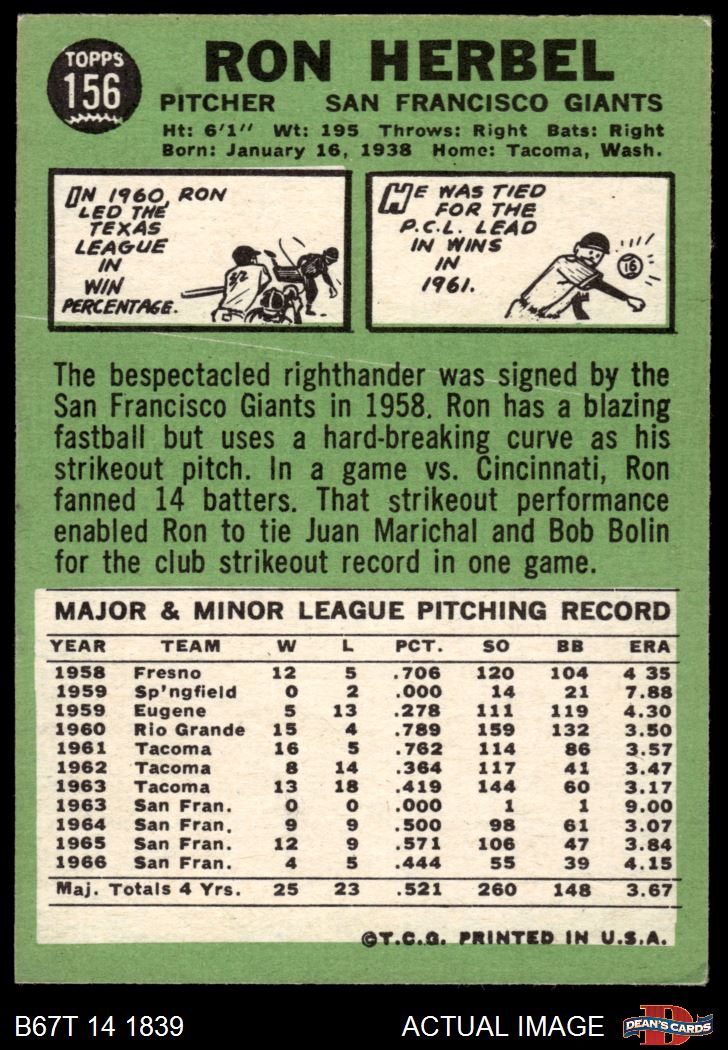 TOPPS
156
RON HERBEL
PITCHER SAN FRANCISCO GIANTS
Ht: 6'1" Wt: 195 Throws: Right Bats: Right
Born: January 16, 1938 Home: Tacoma, Wash.
IN 1960, RON
LED THE
TEXAS
LEAGUE
IN
WIN
PERCENTAGE.
32
HE WAS TIED
FOR THE
P.C.L. LEAD
IN WINS
IN
1961.
16
The bespectacled righthander was signed by the
San Francisco Giants in 1958. Ron has a blazing
fastball but uses a hard-breaking curve as his
strikeout pitch. In a game vs. Cincinnati, Ron
fanned 14 batters. That strikeout performance
enabled Ron to tie Juan Marichal and Bob Bolin
for the club strikeout record in one game.
MAJOR & MINOR LEAGUE PITCHING RECORD
YEAR TEAM W L PCT. SO BB ERA
1958 Fresno 12 5 .706 120 104 4 35
1959 Sp'ngfield 0 2 .000 14 21 7.88
1959 Eugene 5 13 .278 111 119 4.30
1960 Rio Grande 15 4 .789 159 132 3.50
1961 Tacoma 16 5 .762 114 86 3.57
1962 Tacoma 8 14 .364 117 41 3.47
1963 Tacoma 13 18 .419 144 60 3.17
1963 San Fran. 0 0 .000 1 1 9.00
1964 San Fran. 9 9 .500 98 61 3.07
1965 San Fran. 12 9 .571 106 47 3.84
1966 San Fran. 4 5 .444 55 39 4.15
Maj. Totals 4 Yrs. 25 23 .521 260 148 3.67
©T.C.G. PRINTED IN U.S.A.
B67T 14 1839 ACTUAL IMAGE
D
DEAN'S CARDS